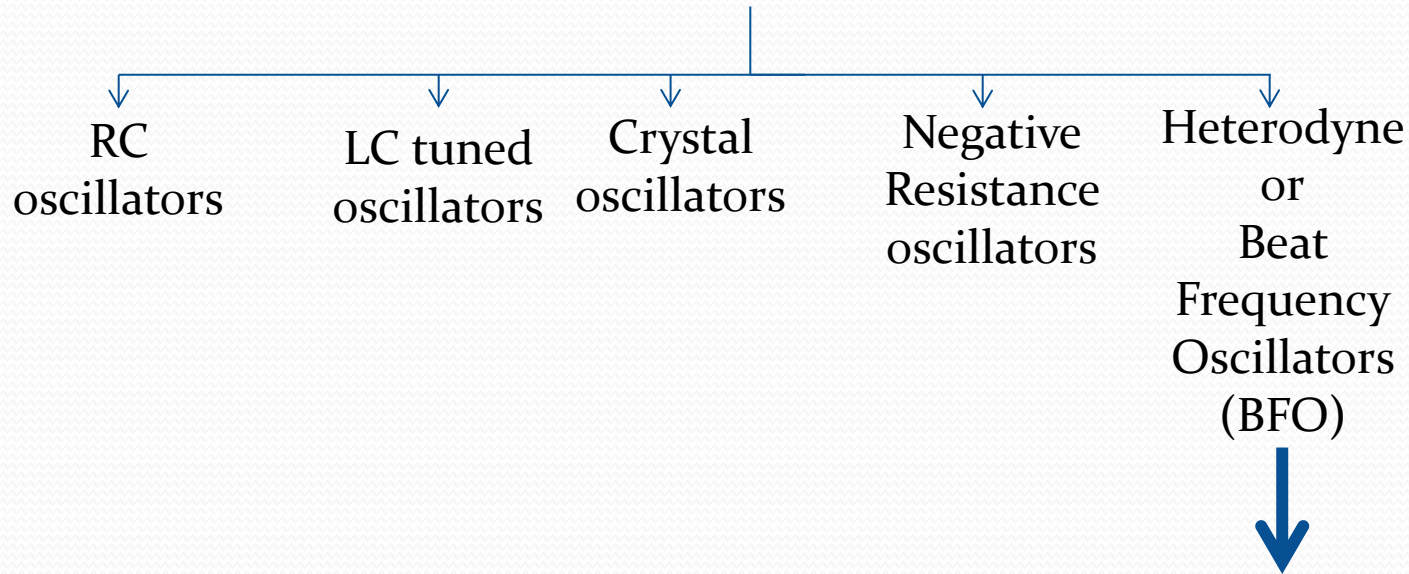 RC
oscillators
LC tuned
oscillators
Crystal
oscillators
Negative
Resistance
oscillators
Heterodyne
or
Beat
Frequency
Oscillators
(BFO)